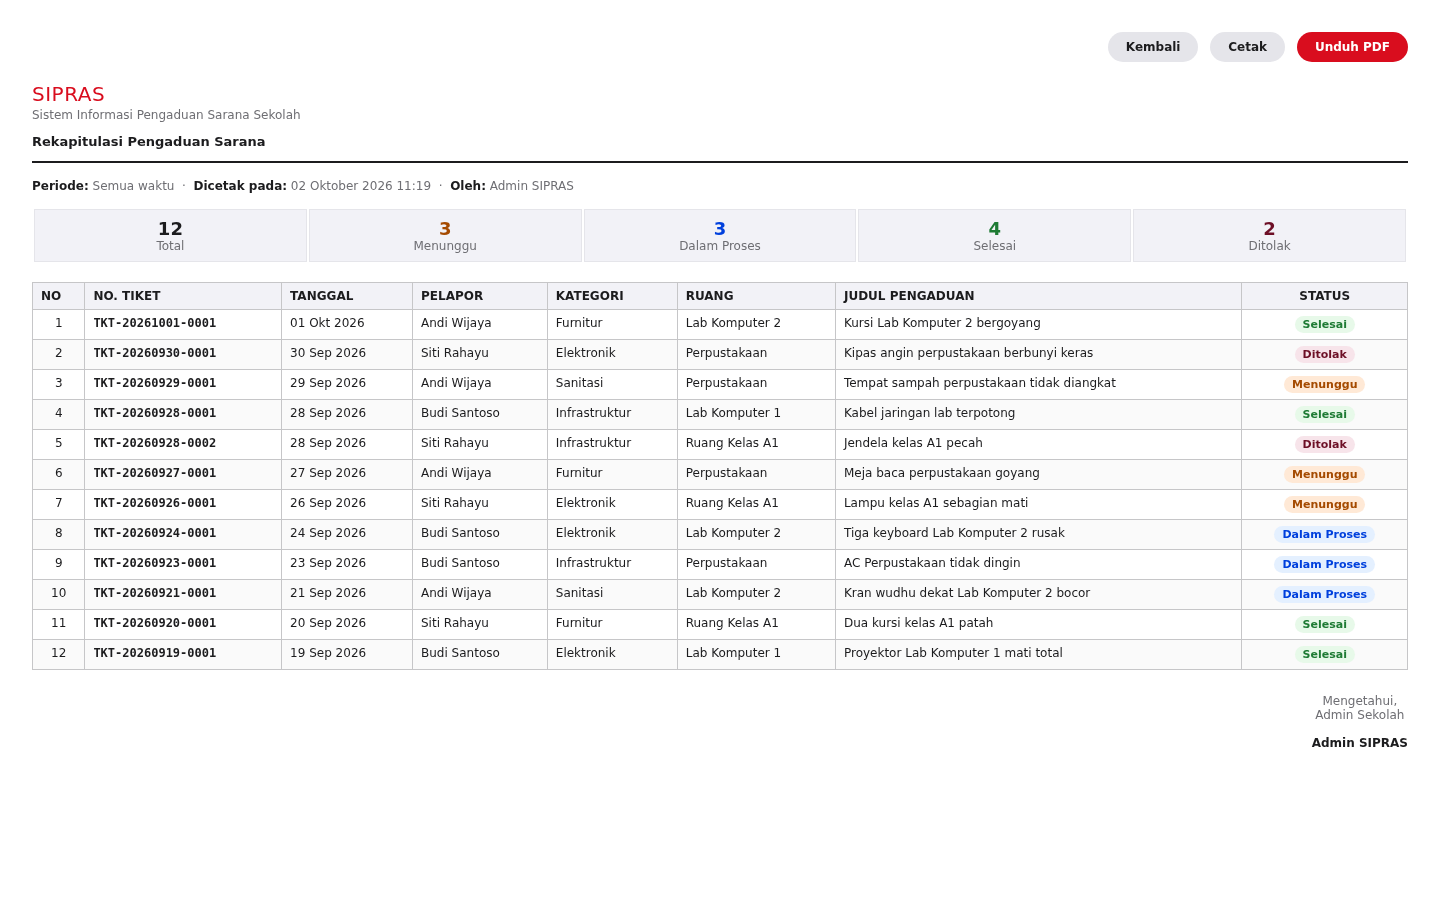 Kembali Cetak Unduh PDF
SIPRAS
Sistem Informasi Pengaduan Sarana Sekolah
Rekapitulasi Pengaduan Sarana
Periode: Semua waktu · Dicetak pada: 02 Oktober 2026 11:19 · Oleh: Admin SIPRAS
12 3 3 4 2
Total Menunggu Dalam Proses Selesai Ditolak
NO NO. TIKET TANGGAL PELAPOR KATEGORI RUANG JUDUL PENGADUAN STATUS
1 TKT-20261001-0001 01 Okt 2026 Andi Wijaya Furnitur Lab Komputer 2 Kursi Lab Komputer 2 bergoyang Selesai
2 TKT-20260930-0001 30 Sep 2026 Siti Rahayu Elektronik Perpustakaan Kipas angin perpustakaan berbunyi keras Ditolak
3 TKT-20260929-0001 29 Sep 2026 Andi Wijaya Sanitasi Perpustakaan Tempat sampah perpustakaan tidak diangkat Menunggu
4 TKT-20260928-0001 28 Sep 2026 Budi Santoso Infrastruktur Lab Komputer 1 Kabel jaringan lab terpotong Selesai
5 TKT-20260928-0002 28 Sep 2026 Siti Rahayu Infrastruktur Ruang Kelas A1 Jendela kelas A1 pecah Ditolak
6 TKT-20260927-0001 27 Sep 2026 Andi Wijaya Furnitur Perpustakaan Meja baca perpustakaan goyang Menunggu
7 TKT-20260926-0001 26 Sep 2026 Siti Rahayu Elektronik Ruang Kelas A1 Lampu kelas A1 sebagian mati Menunggu
8 TKT-20260924-0001 24 Sep 2026 Budi Santoso Elektronik Lab Komputer 2 Tiga keyboard Lab Komputer 2 rusak Dalam Proses
9 TKT-20260923-0001 23 Sep 2026 Budi Santoso Infrastruktur Perpustakaan AC Perpustakaan tidak dingin Dalam Proses
10 TKT-20260921-0001 21 Sep 2026 Andi Wijaya Sanitasi Lab Komputer 2 Kran wudhu dekat Lab Komputer 2 bocor Dalam Proses
11 TKT-20260920-0001 20 Sep 2026 Siti Rahayu Furnitur Ruang Kelas A1 Dua kursi kelas A1 patah Selesai
12 TKT-20260919-0001 19 Sep 2026 Budi Santoso Elektronik Lab Komputer 1 Proyektor Lab Komputer 1 mati total Selesai
Mengetahui,
Admin Sekolah
Admin SIPRAS